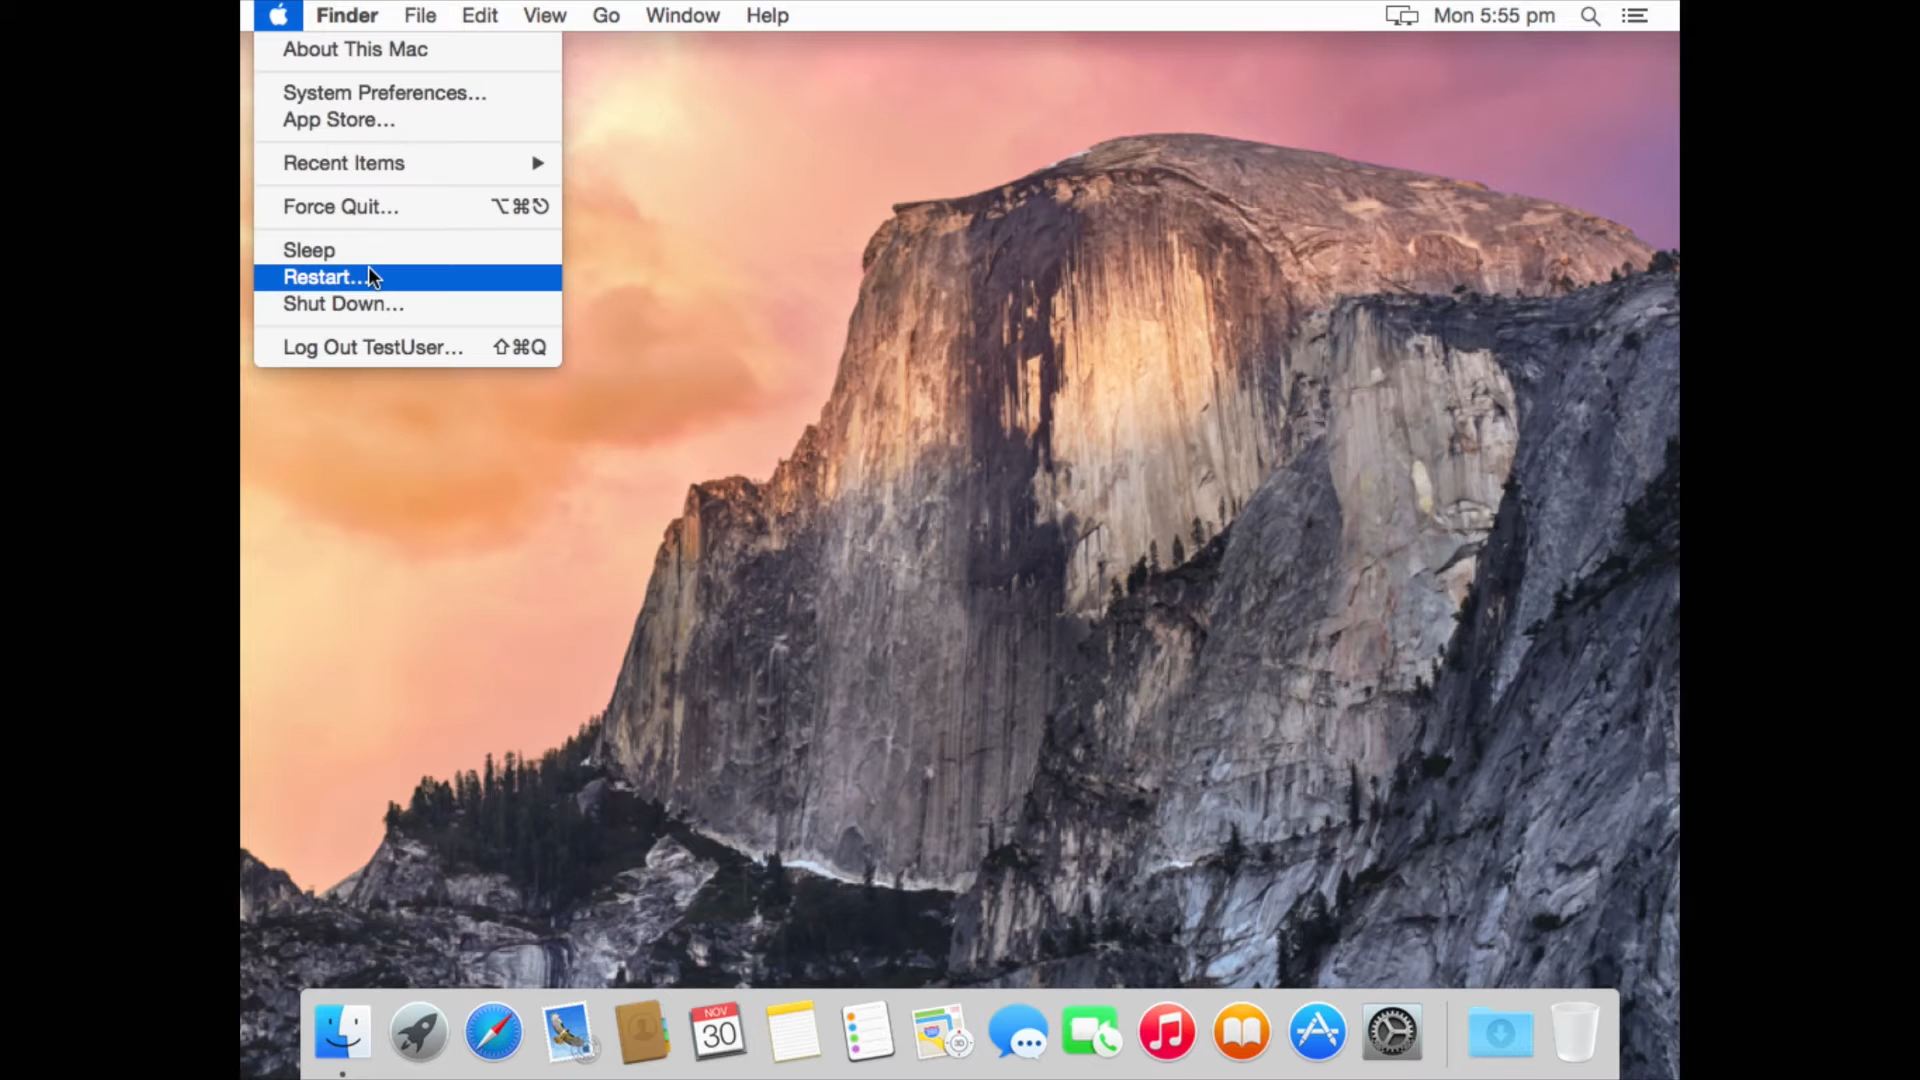 Finder File Edit View Go Window Help Mon 5:55 pm
About This Mac
System Preferences...
App Store...
Recent Items
Force Quit... ⌥⌘⎋
Sleep
Restart...
Shut Down...
Log Out TestUser... ⇧⌘Q
NOV
30
3D